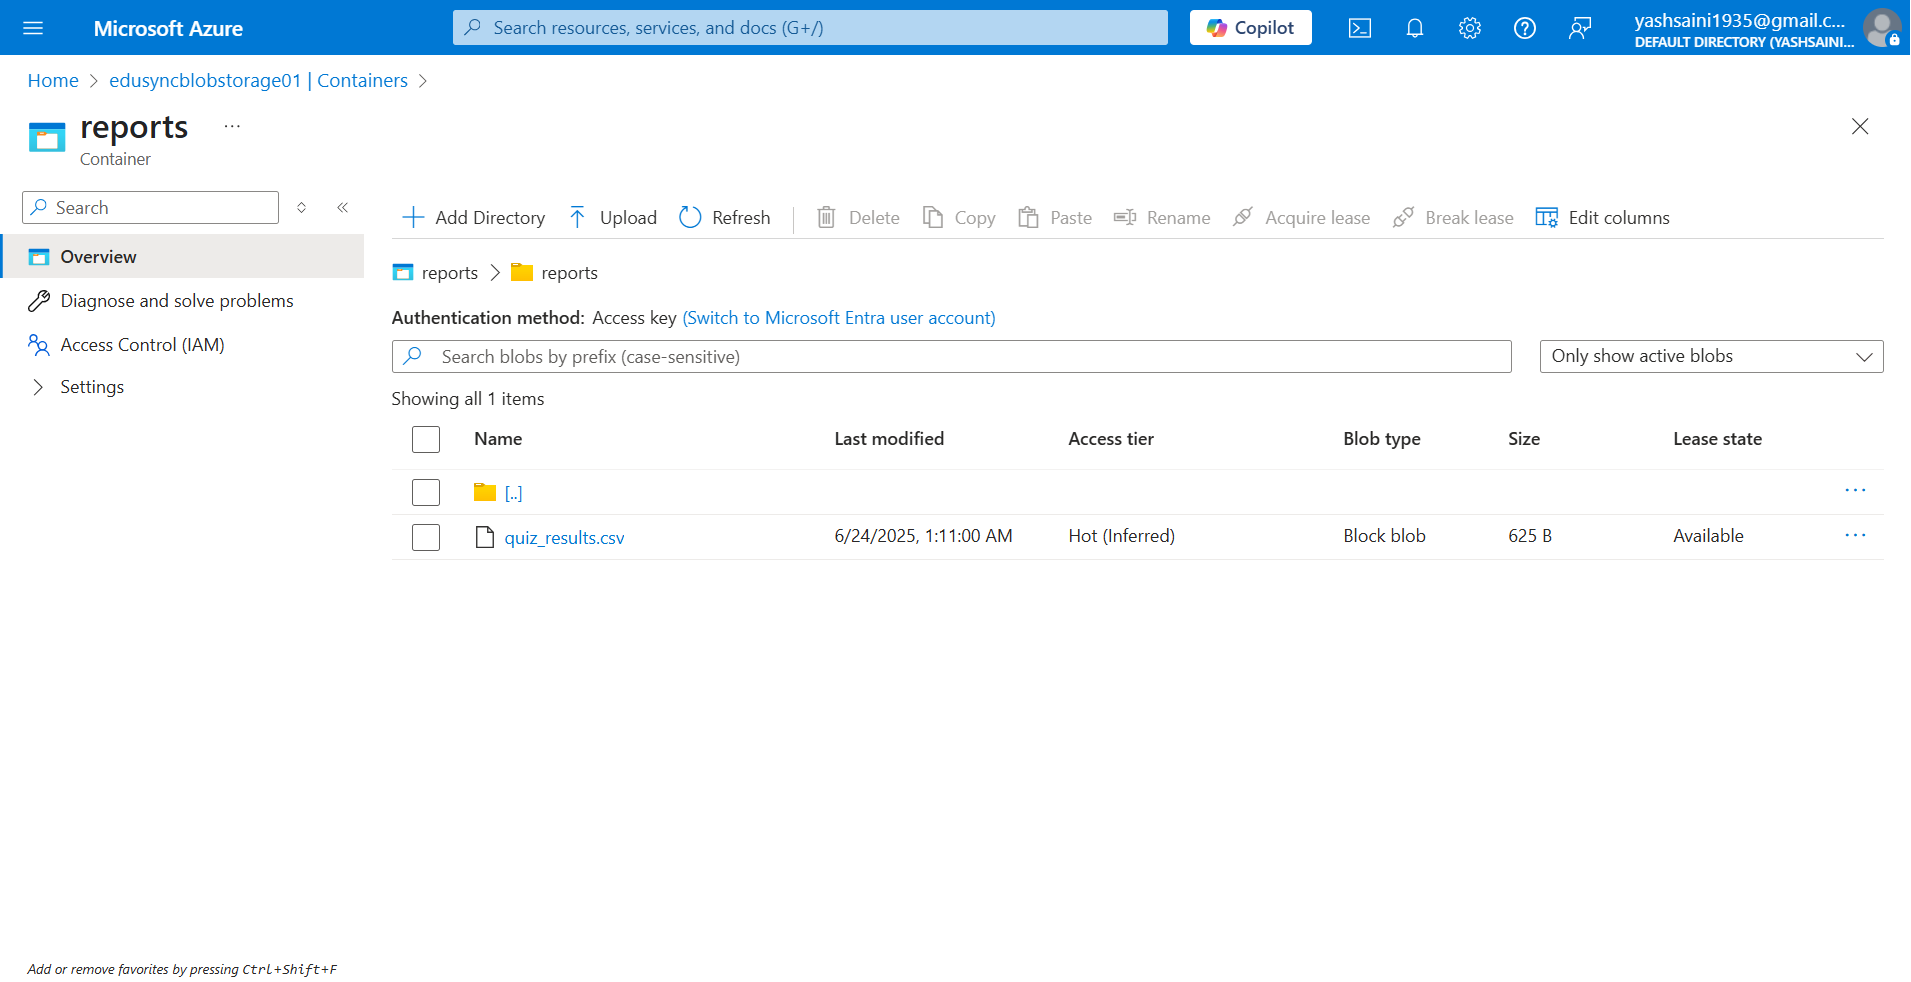 Microsoft Azure
Search resources, services, and docs (G+/)
Copilot
yashsaini1935@gmail.c...
DEFAULT DIRECTORY (YASHSAINI...
Home > edusyncblobstorage01 | Containers >
reports ...
Container
Search
Overview
Diagnose and solve problems
Access Control (IAM)
Settings
Add Directory Upload Refresh Delete Copy Paste Rename Acquire lease Break lease Edit columns
reports > reports
Authentication method: Access key (Switch to Microsoft Entra user account)
Search blobs by prefix (case-sensitive)
Only show active blobs
Showing all 1 items
Name Last modified Access tier Blob type Size Lease state
[..] ...
quiz_results.csv 6/24/2025, 1:11:00 AM Hot (Inferred) Block blob 625 B Available ...
Add or remove favorites by pressing Ctrl+Shift+F